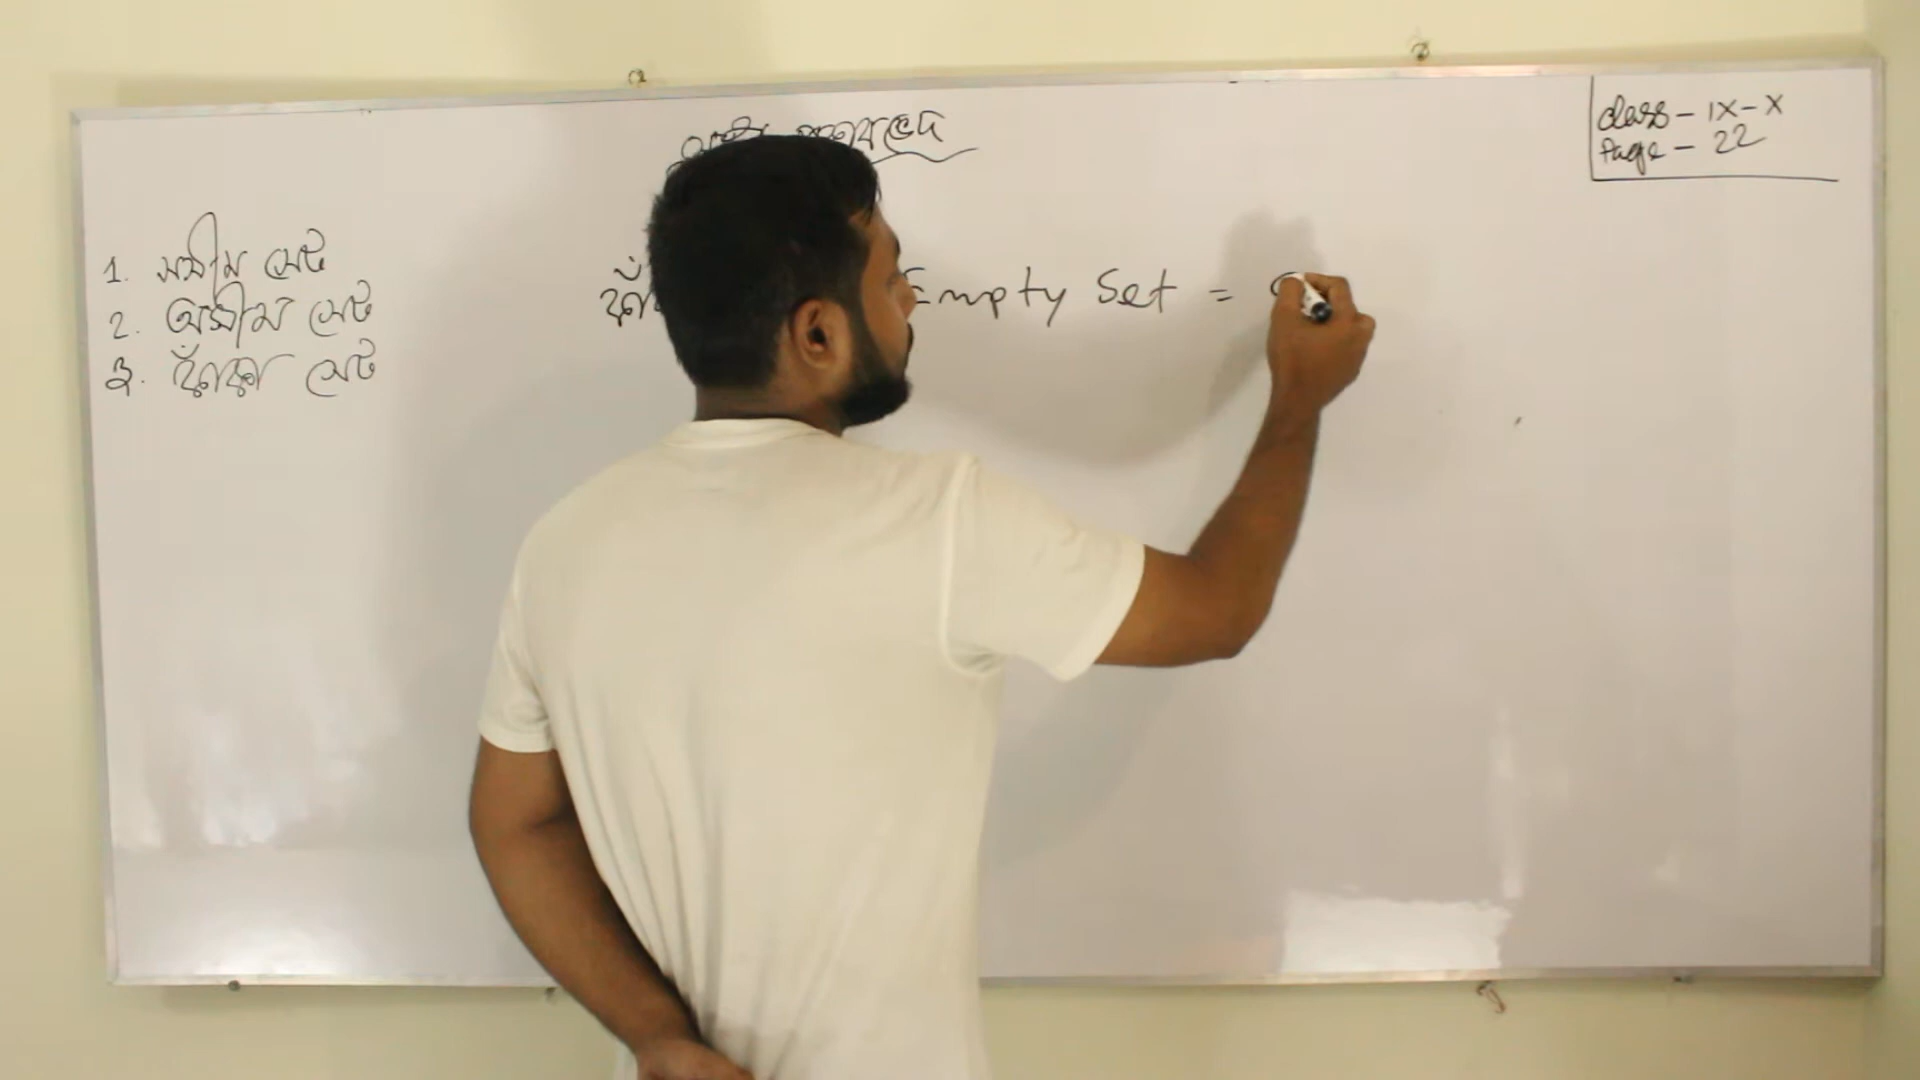 class - IX - X
Page - 22
1. সসীম সেট
2. অসীম সেট
3. ফাঁকা সেট
Empty Set =